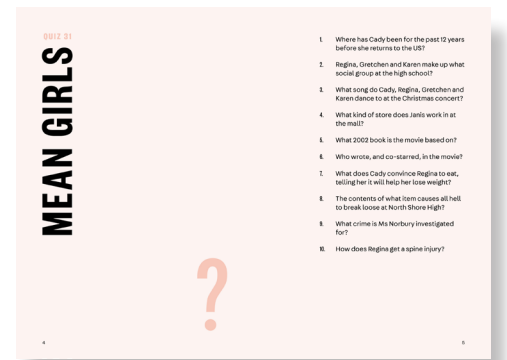 QUIZ 01
MEAN GIRLS
?
1. Where has Cady been for the past 12 years
before she returns to the US?
2. Regina, Gretchen and Karen make up what
social group at the high school?
3. What song do Cady, Regina, Gretchen and
Karen dance to at the Christmas concert?
4. What kind of store does Janis work in at
the mall?
5. What 2002 book is the movie based on?
6. Who wrote, and co-starred, in the movie?
7. What does Cady convince Regina to eat,
telling her it will help her lose weight?
8. The contents of what item causes all hell
to break loose at North Shore High?
9. What crime is Ms Norbury investigated
for?
10. How does Regina get a spine injury?
4
5